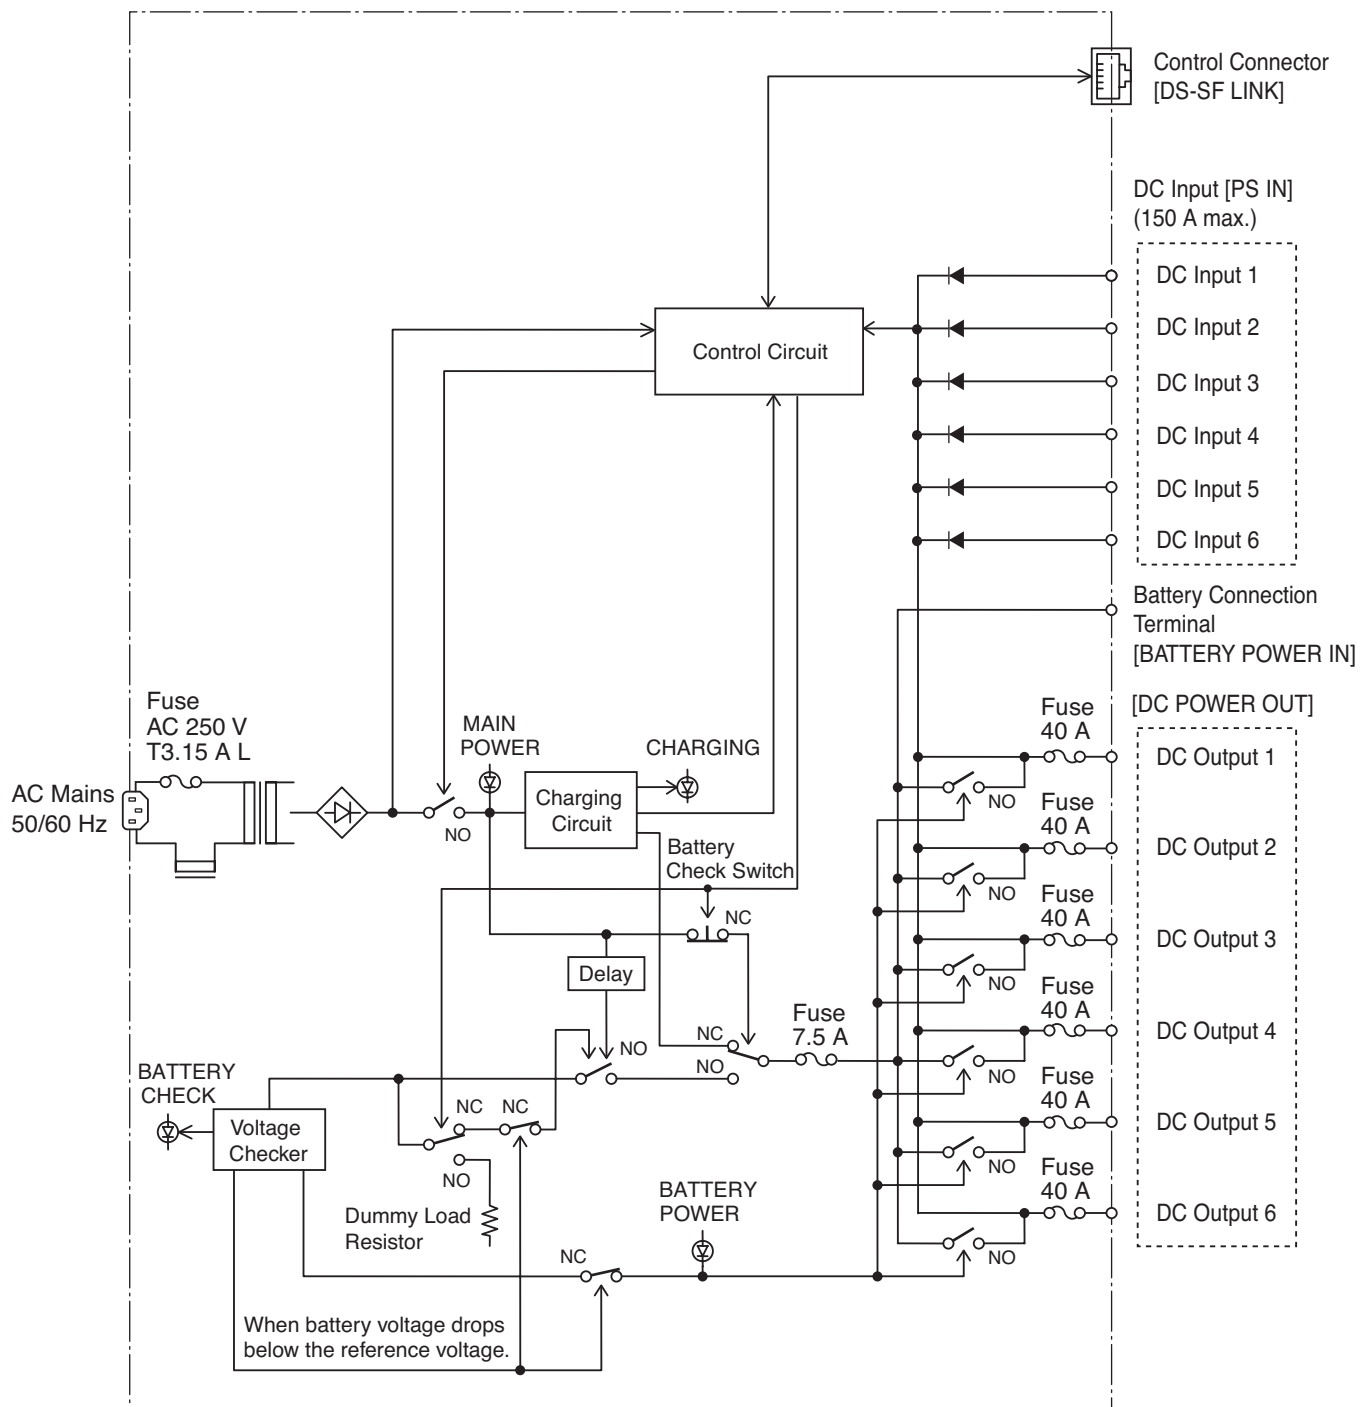 Control Connector
[DS-SF LINK]
DC Input [PS IN]
(150 A max.)
DC Input 1
DC Input 2
DC Input 3
DC Input 4
DC Input 5
DC Input 6
Control Circuit
Battery Connection
Terminal
[BATTERY POWER IN]
[DC POWER OUT]
Fuse
AC 250 V
T3.15 A L
AC Mains
50/60 Hz
MAIN
POWER
NO
Charging
Circuit
CHARGING
Battery
Check Switch
NC
Delay
NO
NC
NO
Fuse
7.5 A
Fuse
40 A
DC Output 1
NO
Fuse
40 A
DC Output 2
NO
Fuse
40 A
DC Output 3
NO
Fuse
40 A
DC Output 4
NO
Fuse
40 A
DC Output 5
NO
Fuse
40 A
DC Output 6
NO
BATTERY
CHECK
Voltage
Checker
NC
NC
NO
Dummy Load
Resistor
BATTERY
POWER
NC
When battery voltage drops
below the reference voltage.